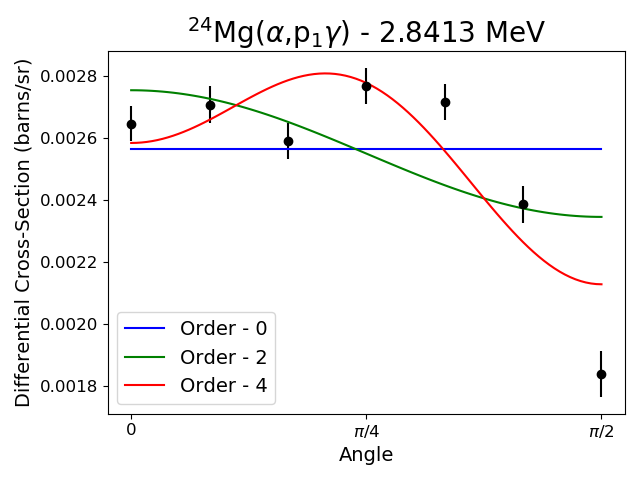 ²⁴Mg(α,p₁γ) - 2.8413 MeV
Differential Cross-Section (barns/sr)
0.0028
0.0026
0.0024
0.0022
0.0020
0.0018
Order - 0
Order - 2
Order - 4
0
π/4
π/2
Angle